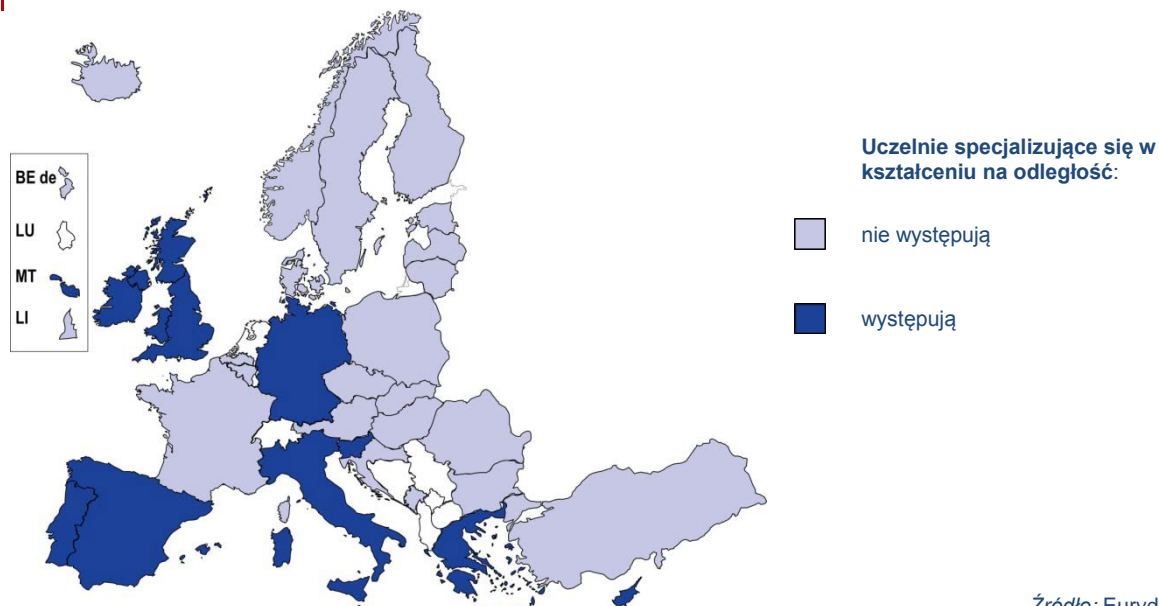 BE de
LU
MT
LI
Uczelnie specjalizujące się w
kształceniu na odległość:
nie występują
występują
Źródło: Euryd